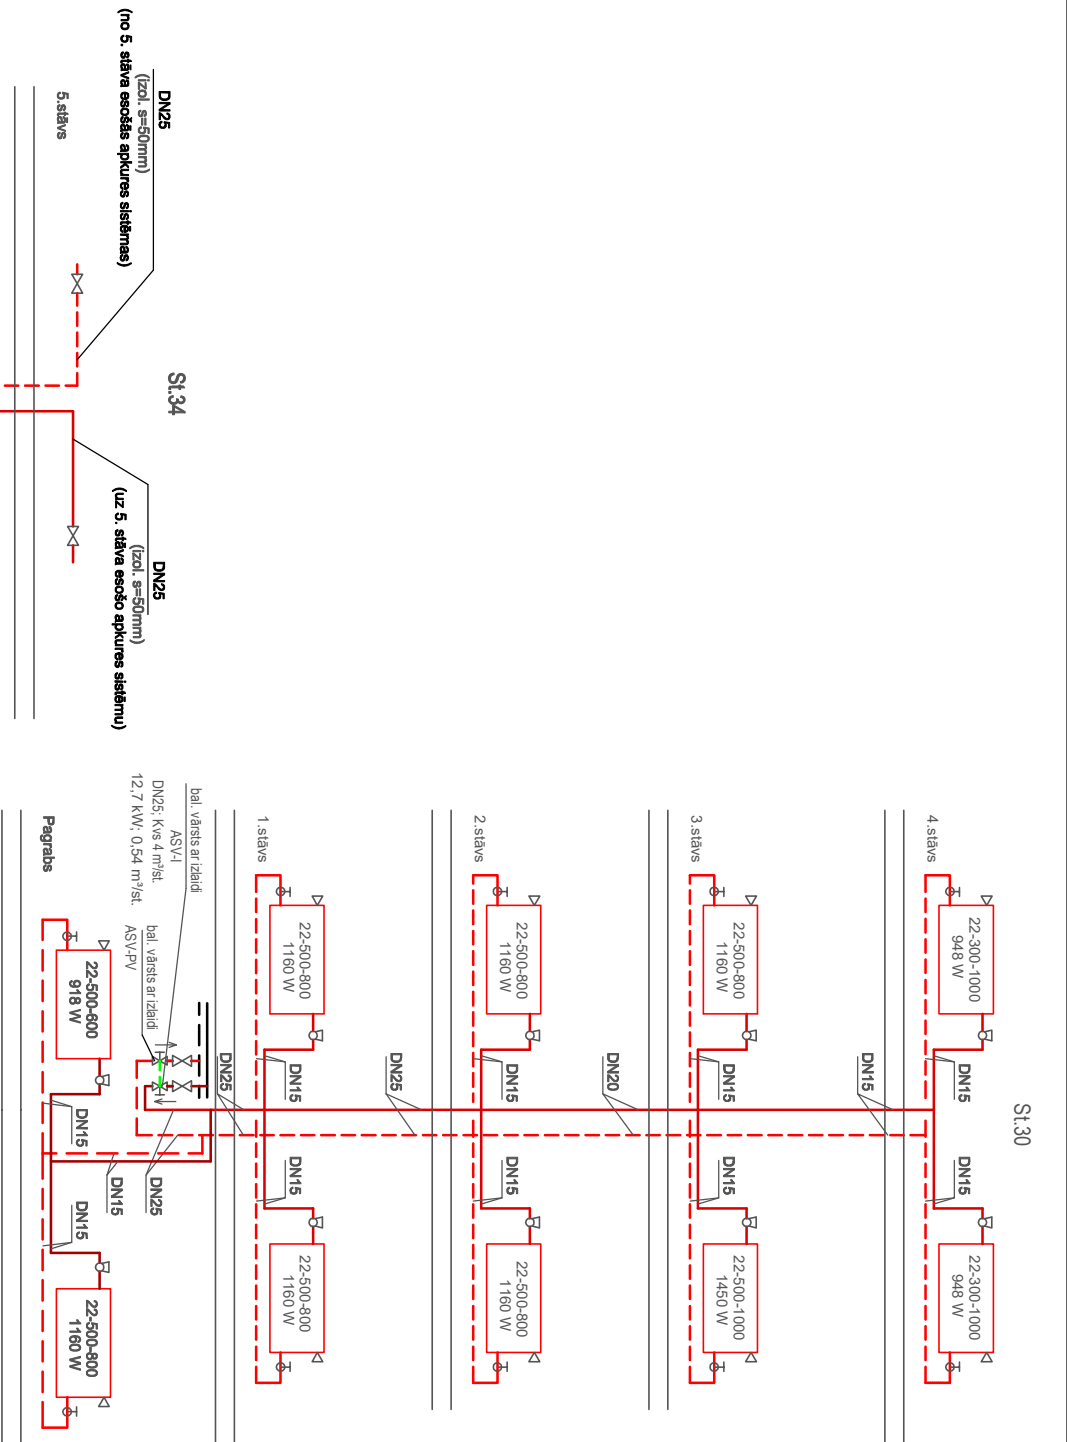 St.30
4.stāvs
22-300-1000
948 W
DN15
DN15
DN15
22-300-1000
948 W
3.stāvs
22-500-800
1160 W
DN15
DN20
DN15
22-500-1000
1450 W
2.stāvs
22-500-800
1160 W
DN15
DN25
DN15
22-500-800
1160 W
1.stāvs
22-500-800
1160 W
DN15
DN25
DN15
22-500-800
1160 W
bal. vārsts ar izlaidi
ASV-I
DN25; Kvs 4 m³/st.
12,7 kW; 0,54 m³/st.
bal. vārsts ar izlaidi
ASV-PV
DN25
DN15
Pagrabs
22-500-600
918 W
DN15
DN15
22-500-800
1160 W
St.34
DN25
(izol. s=50mm)
(no 5. stāva esošās apkures sistēmas)
DN25
(izol. s=50mm)
(uz 5. stāva esošo apkures sistēmu)
5.stāvs